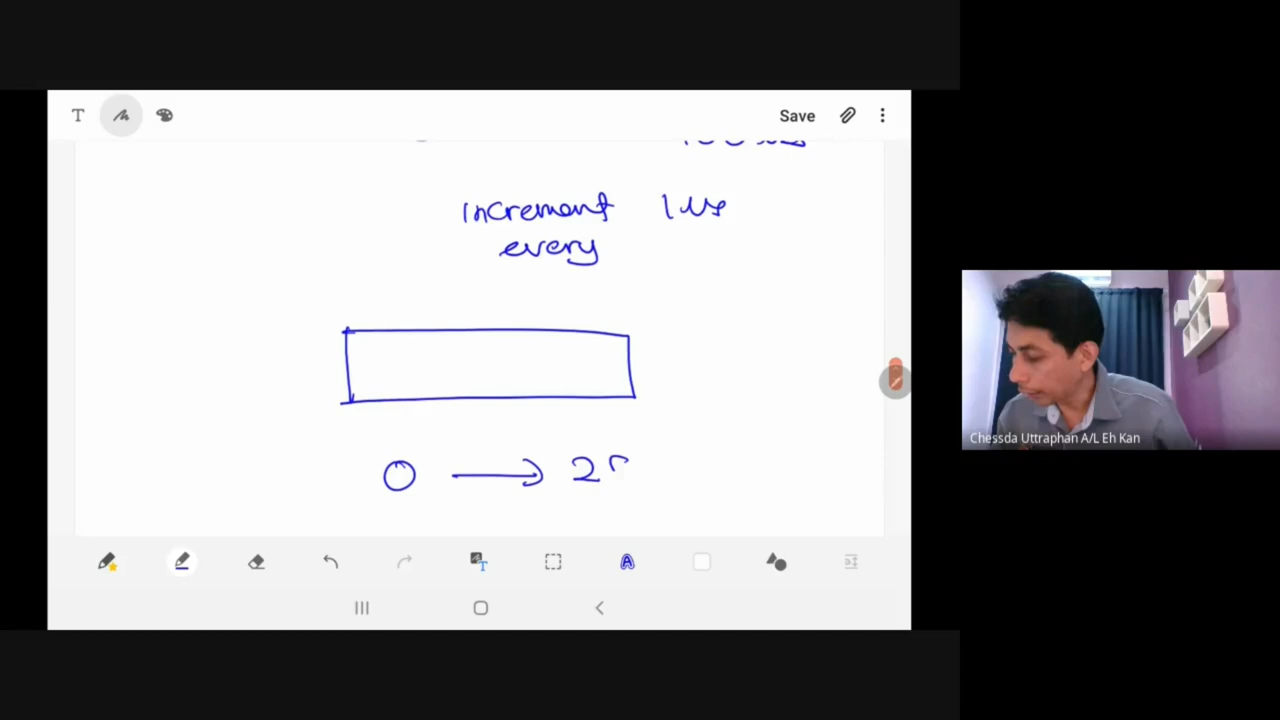 T
Save
Increment 1us
every
0 → 2
T
A
Chessda Uttraphan A/L Eh Kan